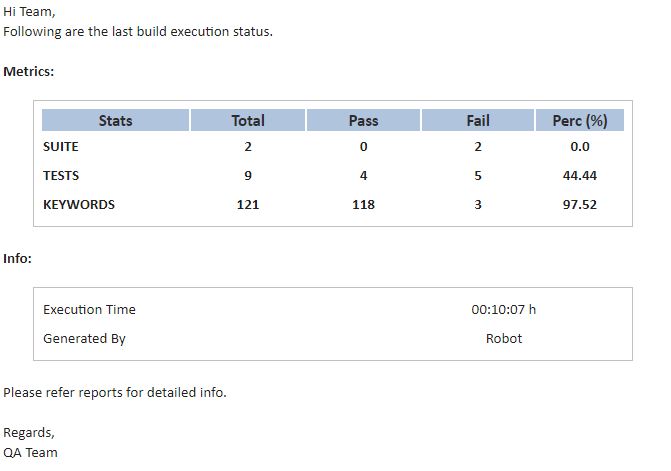 Hi Team,
Following are the last build execution status.
Metrics:
Stats Total Pass Fail Perc (%)
SUITE 2 0 2 0.0
TESTS 9 4 5 44.44
KEYWORDS 121 118 3 97.52
Info:
Execution Time 00:10:07 h
Generated By Robot
Please refer reports for detailed info.
Regards,
QA Team